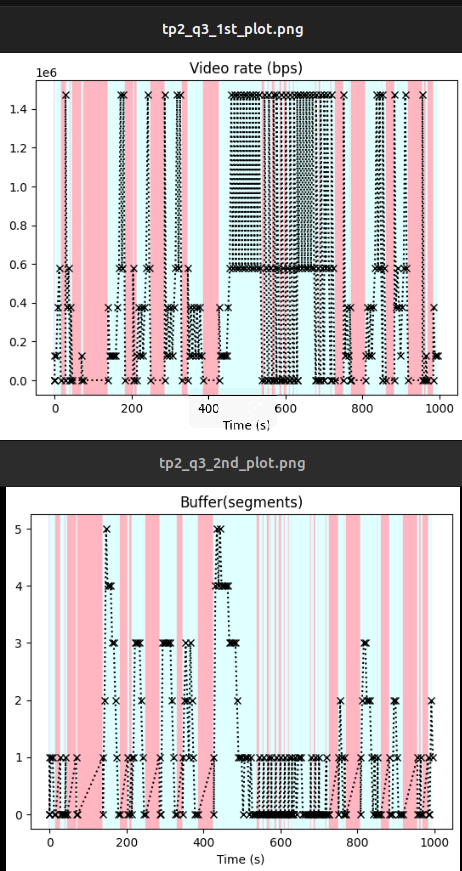 tp2_q3_1st_plot.png
Video rate (bps)
1e6
1.4
1.2
1.0
0.8
0.6
0.4
0.2
0.0
0 200 400 600 800 1000
Time (s)
tp2_q3_2nd_plot.png
Buffer(segments)
5
4
3
2
1
0
0 200 400 600 800 1000
Time (s)